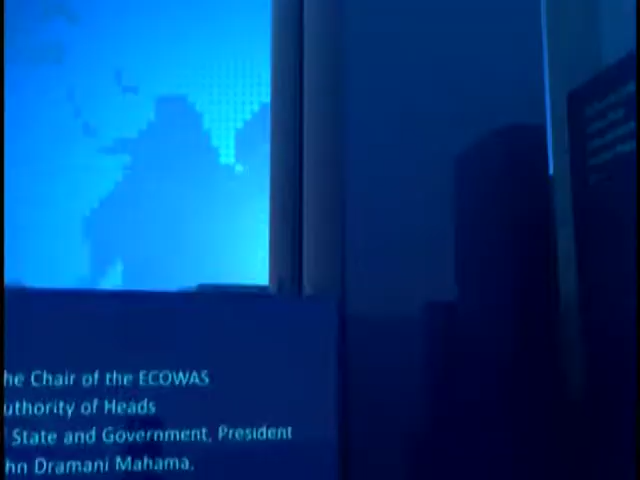 he Chair of the ECOWAS
uthority of Heads
State and Government, President
hn Dramani Mahama,